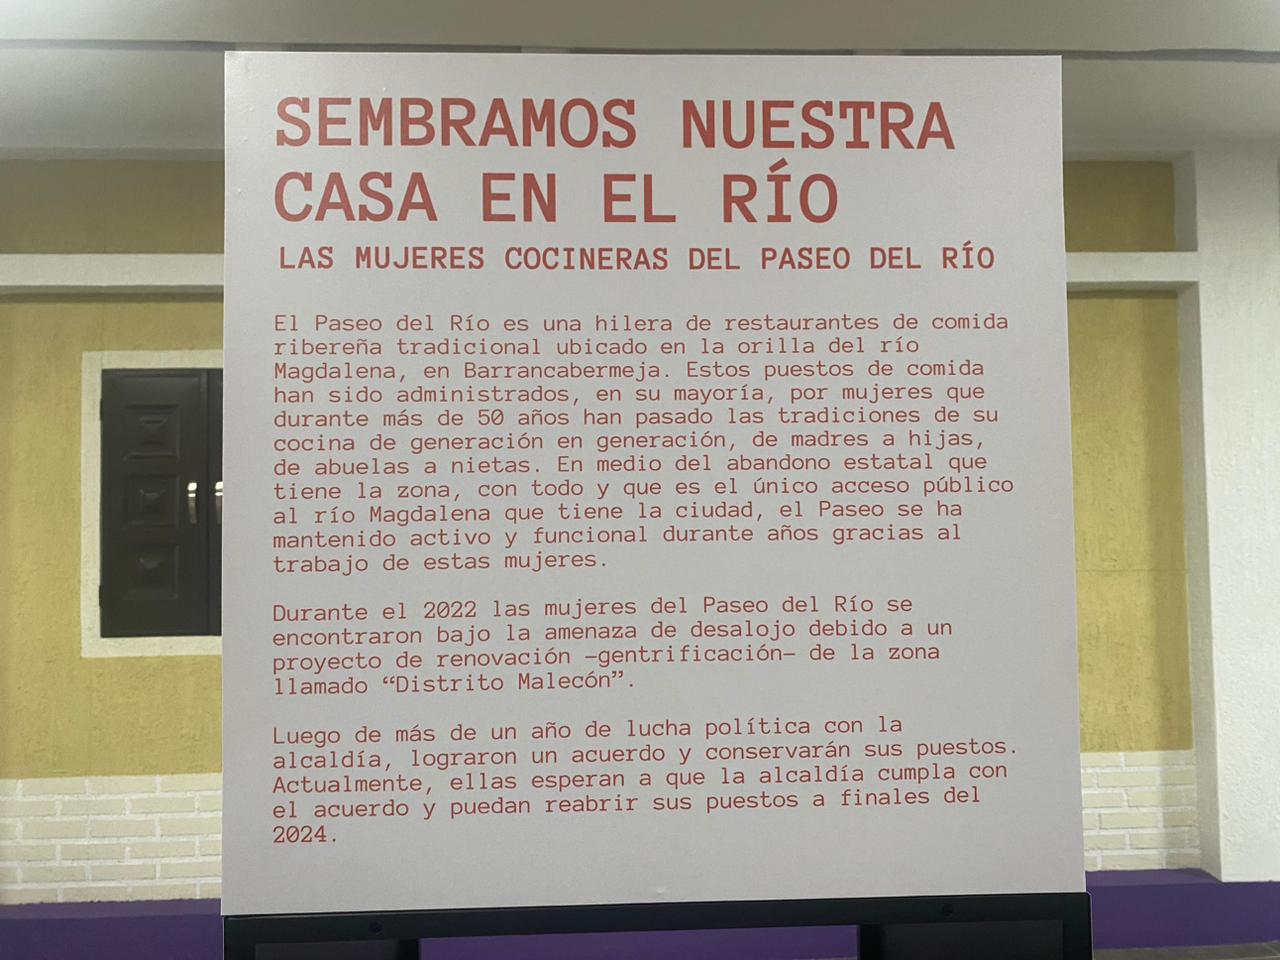 SEMBRAMOS NUESTRA
CASA EN EL RÍO
LAS MUJERES COCINERAS DEL PASEO DEL RÍO
El Paseo del Río es una hilera de restaurantes de comida
ribereña tradicional ubicado en la orilla del río
Magdalena, en Barrancabermeja. Estos puestos de comida
han sido administrados, en su mayoría, por mujeres que
durante más de 50 años han pasado las tradiciones de su
cocina de generación en generación, de madres a hijas,
de abuelas a nietas. En medio del abandono estatal que
tiene la zona, con todo y que es el único acceso público
al río Magdalena que tiene la ciudad, el Paseo se ha
mantenido activo y funcional durante años gracias al
trabajo de estas mujeres.
Durante el 2022 las mujeres del Paseo del Río se
encontraron bajo la amenaza de desalojo debido a un
proyecto de renovación —gentrificación— de la zona
llamado “Distrito Malecón”.
Luego de más de un año de lucha política con la
alcaldía, lograron un acuerdo y conservarán sus puestos.
Actualmente, ellas esperan a que la alcaldía cumpla con
el acuerdo y puedan reabrir sus puestos a finales del
2024.